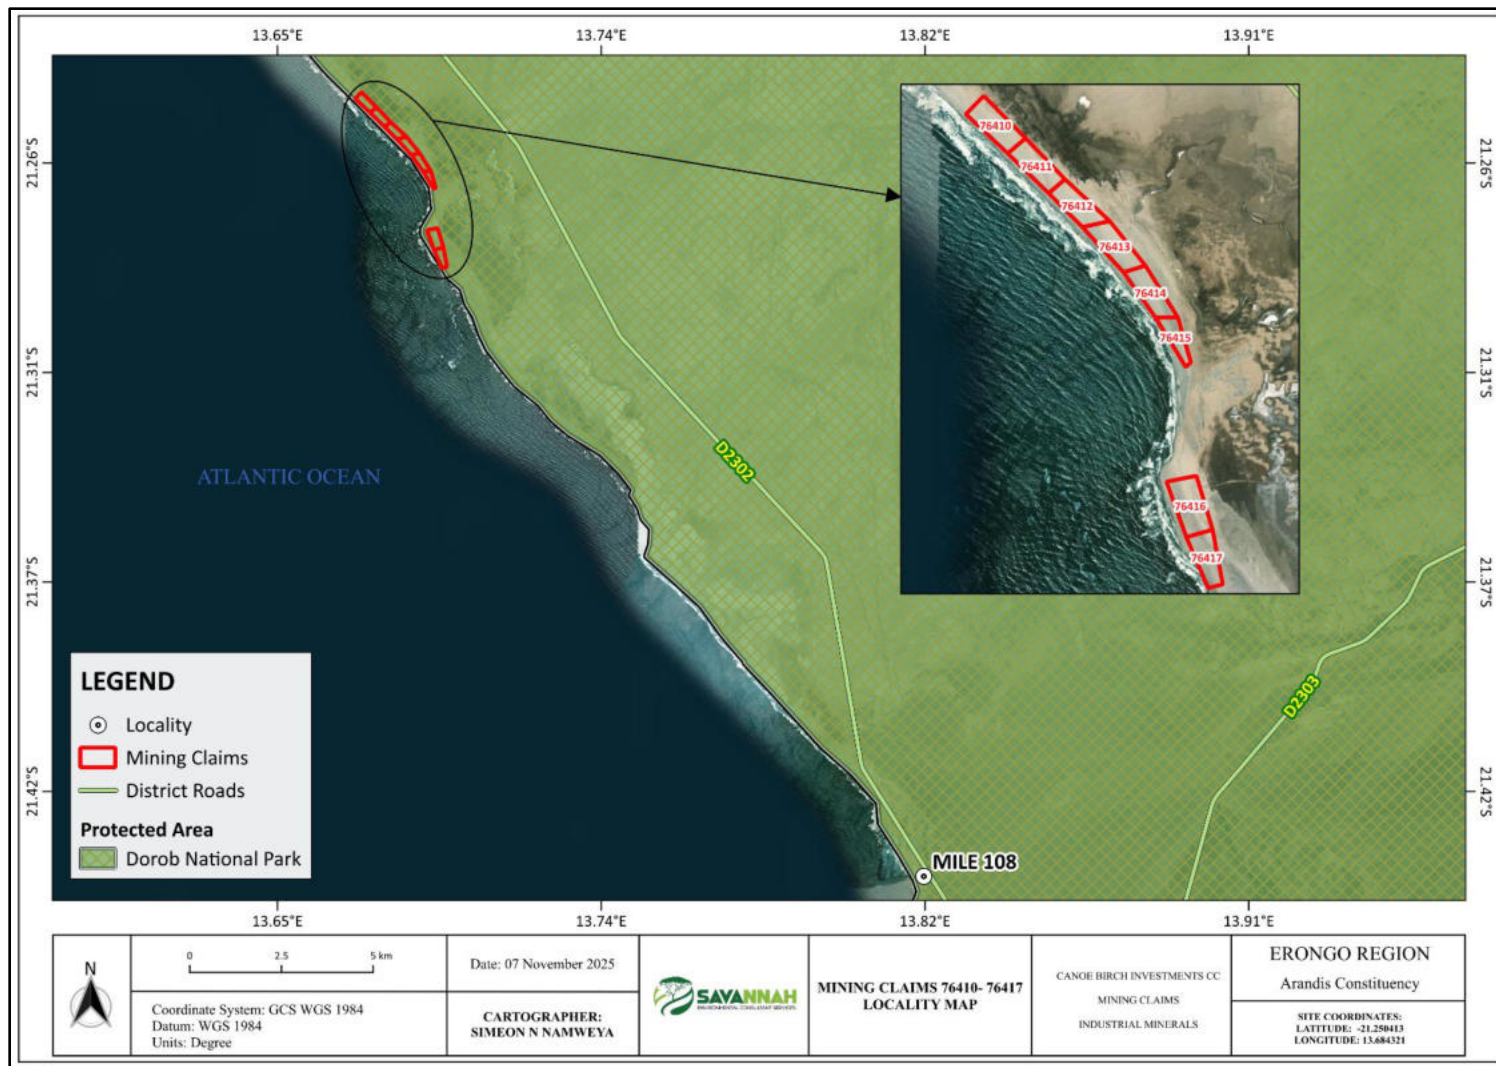 13.65°E 13.74°E 13.82°E 13.91°E
21.26°S
21.26°S
76410
76411
76412
76413
76414
76415
76416
76417
21.31°S
21.31°S
D2302
ATLANTIC OCEAN
21.37°S
21.37°S
D2303
LEGEND
Locality
Mining Claims
District Roads
Protected Area
Dorob National Park
21.42°S
21.42°S
MILE 108
13.65°E 13.74°E 13.82°E 13.91°E
N
0 2.5 5 km
Coordinate System: GCS WGS 1984
Datum: WGS 1984
Units: Degree
Date: 07 November 2025
CARTOGRAPHER:
SIMEON N NAMWEYA
SAVANNAH
ENVIRONMENTAL CONSULTANT SERVICES
MINING CLAIMS 76410- 76417
LOCALITY MAP
CANOE BIRCH INVESTMENTS CC
MINING CLAIMS
INDUSTRIAL MINERALS
ERONGO REGION
Arandis Constituency
SITE COORDINATES:
LATITUDE: -21.250413
LONGITUDE: 13.684321